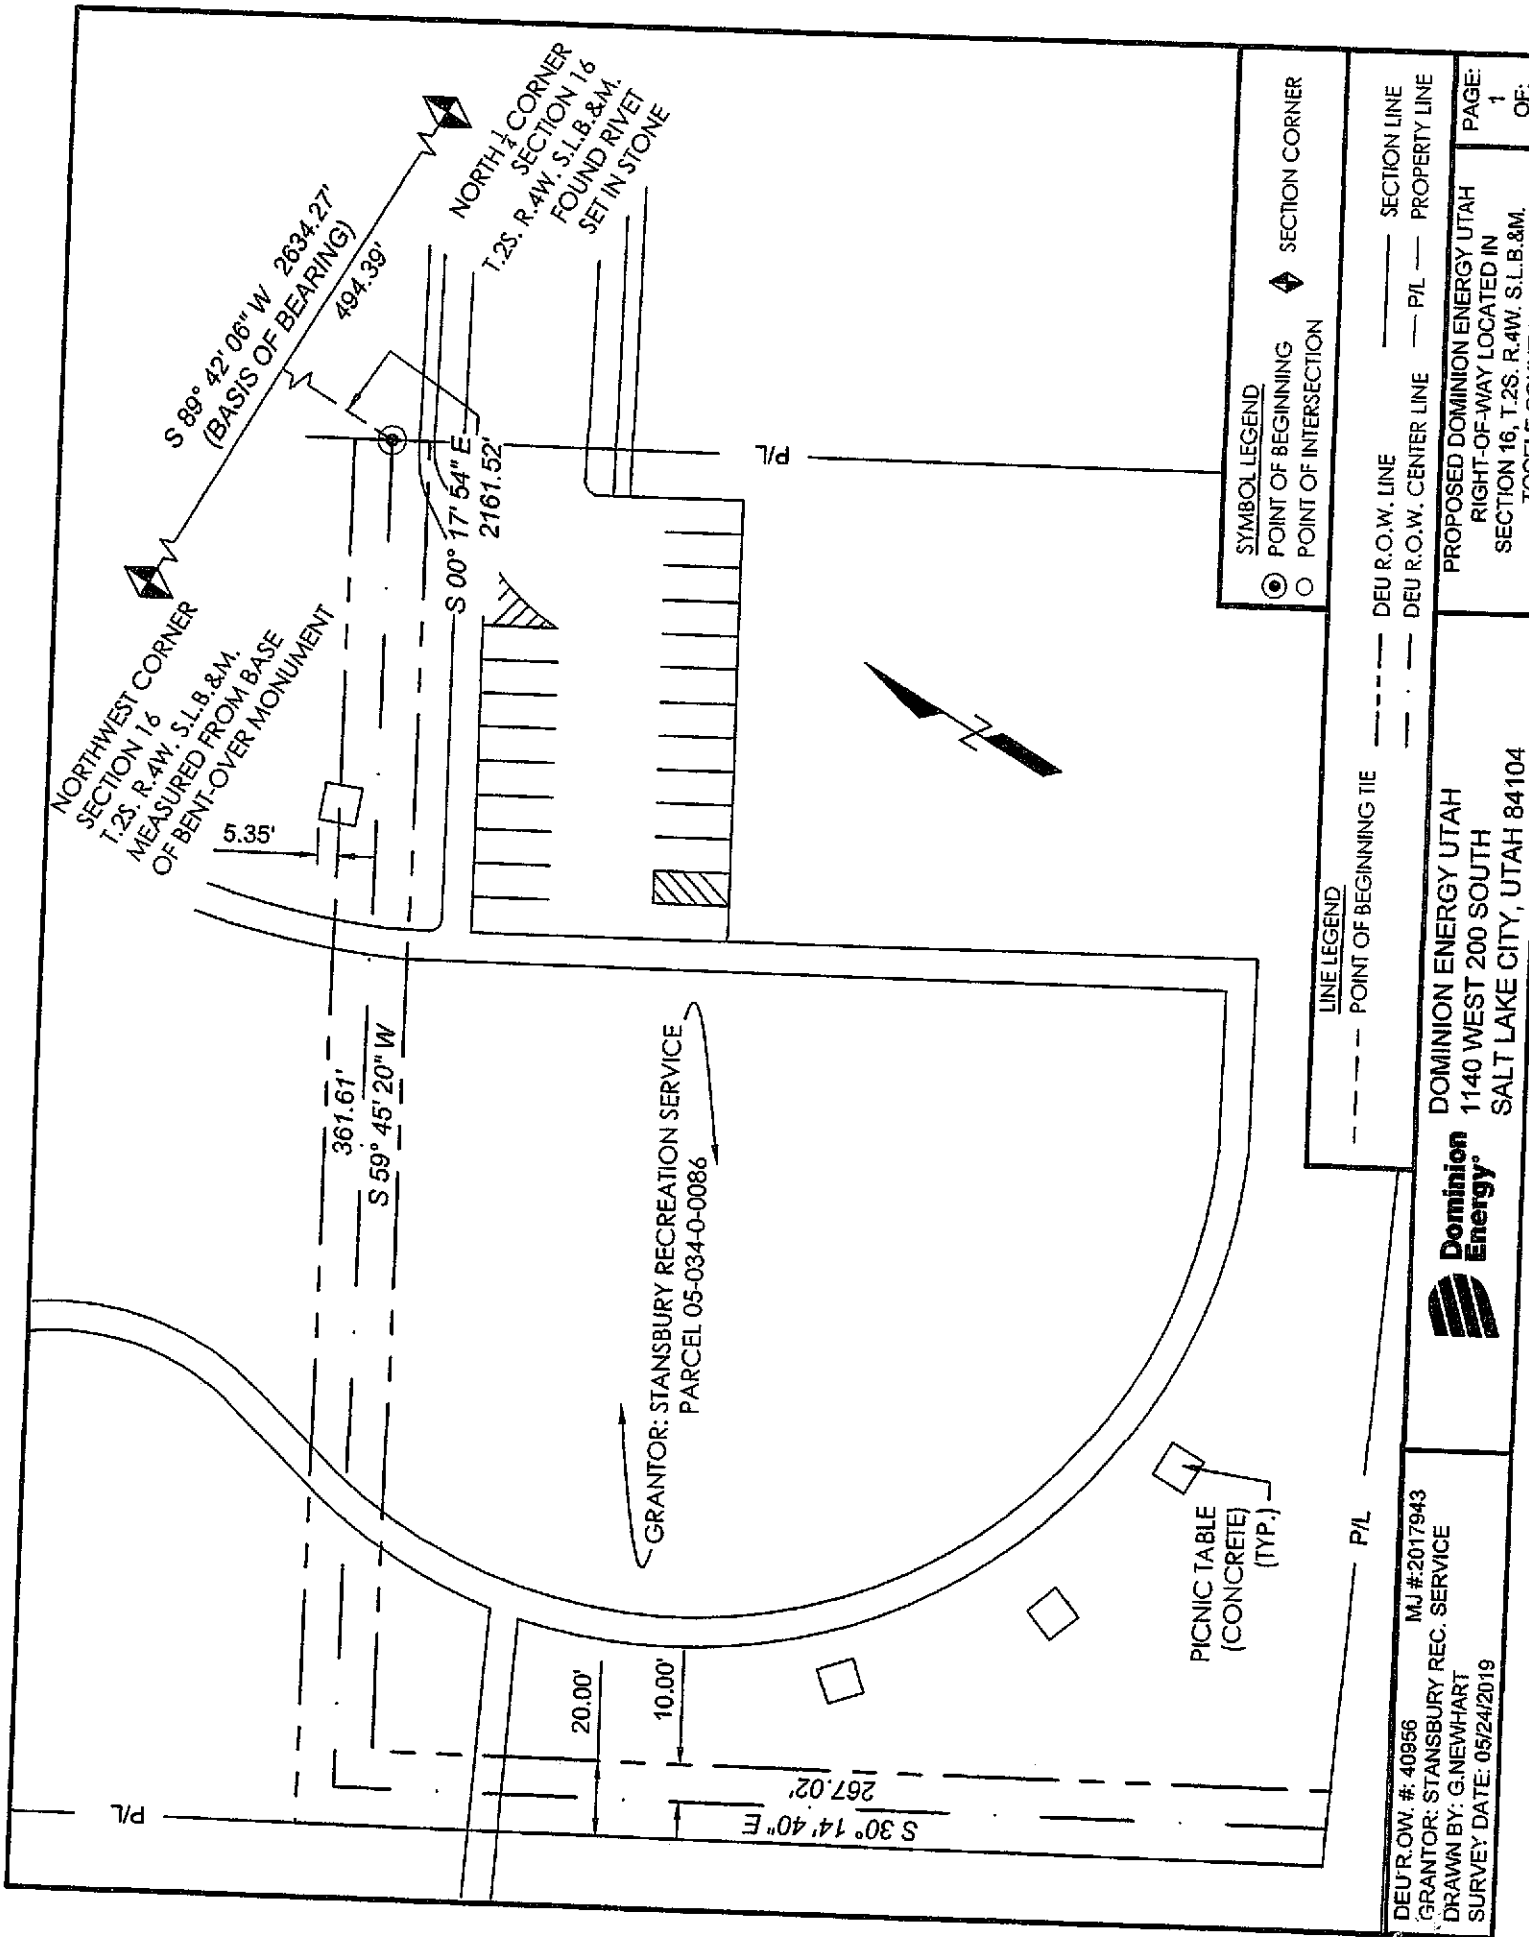 S 89° 42' 06" W 2634.27'
(BASIS OF BEARING)
494.39'
NORTH 1/4 CORNER
SECTION 16
T.2S. R.4W. S.L.B.&M.
FOUND RIVET
SET IN STONE
NORTHWEST CORNER
SECTION 16
T.2S. R.4W. S.L.B.&M.
MEASURED FROM BASE
OF BENT-OVER MONUMENT
S 00° 17' 54" E
2161.52'
5.35'
P/L
361.61'
S 59° 45' 20" W
GRANTOR: STANSBURY RECREATION SERVICE
PARCEL 05-034-0-0086
20.00'
10.00'
P/L
S 30° 14' 40" E
267.02'
PICNIC TABLE
(CONCRETE)
(TYP.)
P/L
SYMBOL LEGEND
POINT OF BEGINNING
SECTION CORNER
POINT OF INTERSECTION
LINE LEGEND
POINT OF BEGINNING TIE
DEU R.O.W. LINE
SECTION LINE
DEU R.O.W. CENTER LINE
P/L PROPERTY LINE
DEU R.O.W. #: 40956 MJ #:2017943
GRANTOR: STANSBURY REC. SERVICE
DRAWN BY: G.NEWHART
SURVEY DATE: 05/24/2019
Dominion
Energy
DOMINION ENERGY UTAH
1140 WEST 200 SOUTH
SALT LAKE CITY, UTAH 84104
PROPOSED DOMINION ENERGY UTAH
RIGHT-OF-WAY LOCATED IN
SECTION 16, T.2S. R.4W. S.L.B.&M.
PAGE:
1
OF: